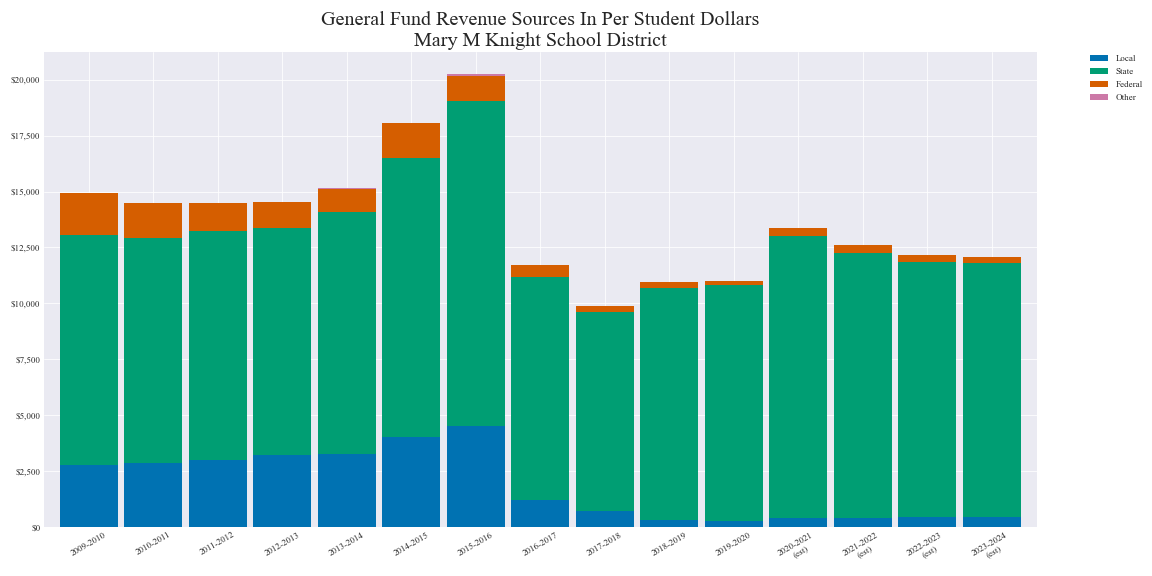 General Fund Revenue Sources In Per Student Dollars
Mary M Knight School District
Local
State
Federal
Other
$20,000
$17,500
$15,000
$12,500
$10,000
$7,500
$5,000
$2,500
$0
2009-2010
2010-2011
2011-2012
2012-2013
2013-2014
2014-2015
2015-2016
2016-2017
2017-2018
2018-2019
2019-2020
2020-2021
(est)
2021-2022
(est)
2022-2023
(est)
2023-2024
(est)